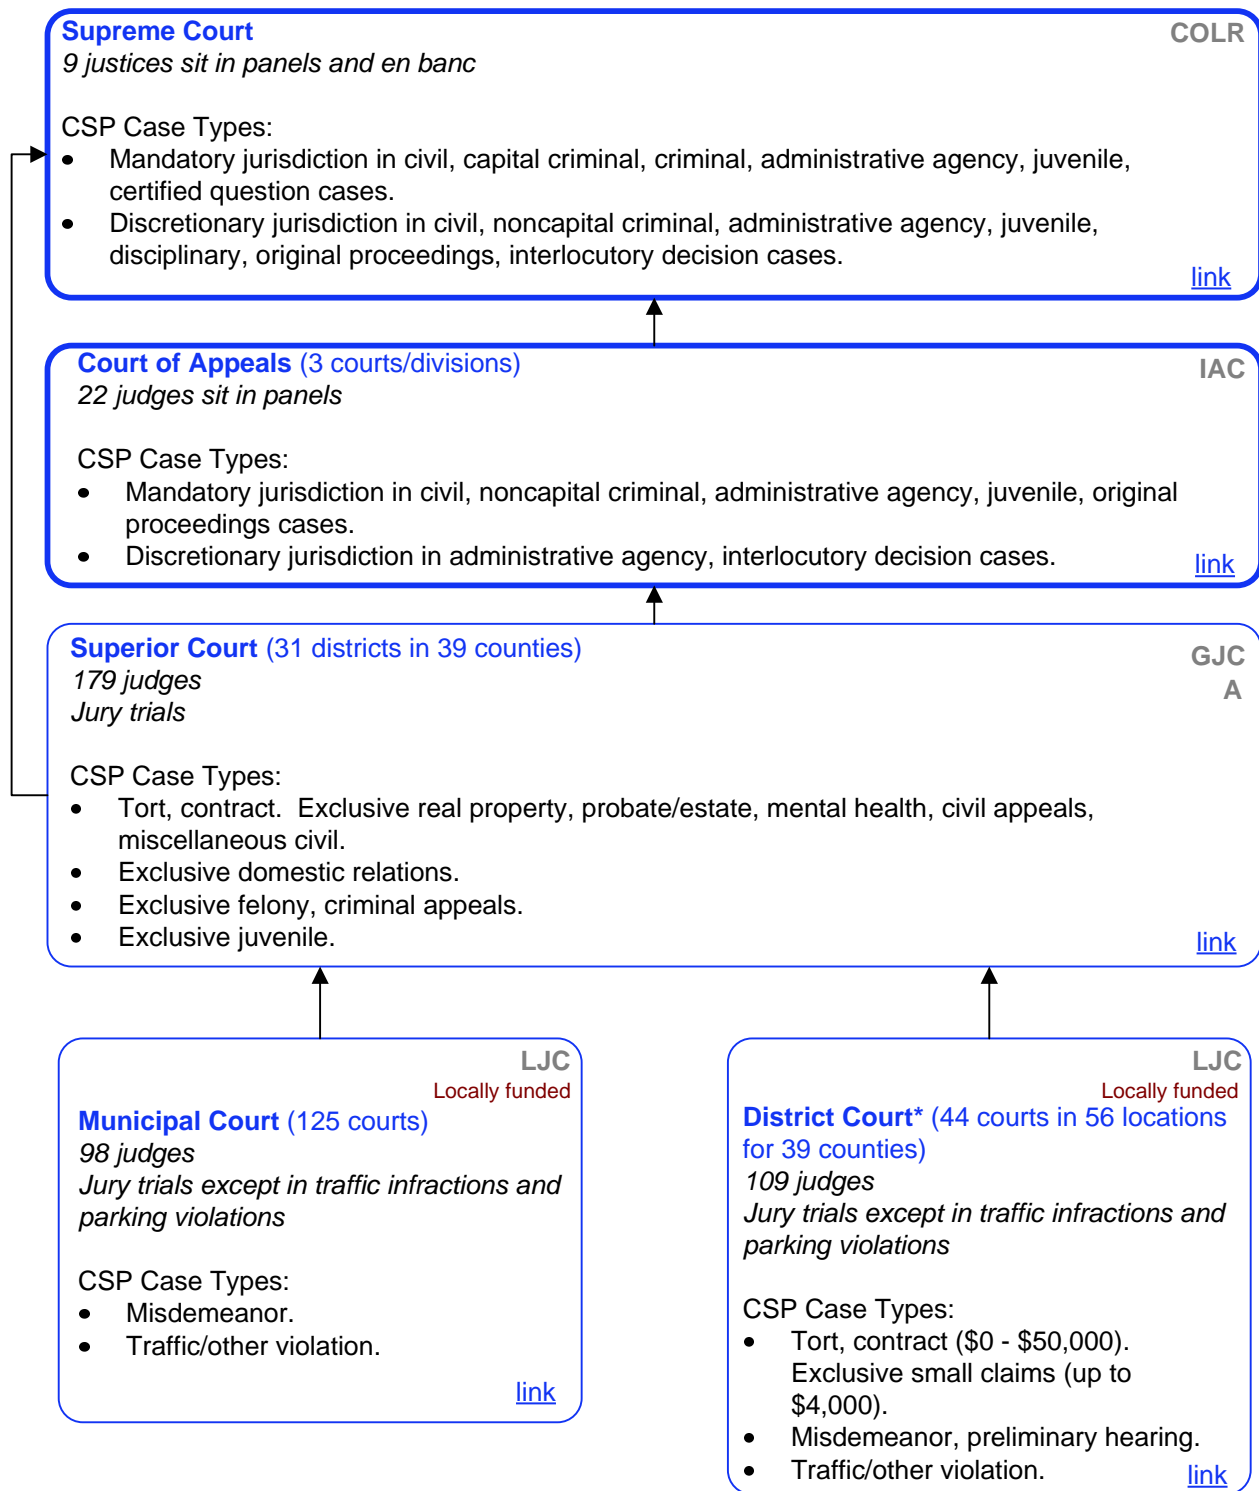 Supreme Court COLR
9 justices sit in panels and en banc
CSP Case Types:
• Mandatory jurisdiction in civil, capital criminal, criminal, administrative agency, juvenile,
certified question cases.
• Discretionary jurisdiction in civil, noncapital criminal, administrative agency, juvenile,
disciplinary, original proceedings, interlocutory decision cases.
link
Court of Appeals (3 courts/divisions) IAC
22 judges sit in panels
CSP Case Types:
• Mandatory jurisdiction in civil, noncapital criminal, administrative agency, juvenile, original
proceedings cases.
• Discretionary jurisdiction in administrative agency, interlocutory decision cases.
link
Superior Court (31 districts in 39 counties) GJC
179 judges A
Jury trials
CSP Case Types:
• Tort, contract. Exclusive real property, probate/estate, mental health, civil appeals,
miscellaneous civil.
• Exclusive domestic relations.
• Exclusive felony, criminal appeals.
• Exclusive juvenile.
link
LJC
Locally funded
Municipal Court (125 courts)
98 judges
Jury trials except in traffic infractions and
parking violations
CSP Case Types:
• Misdemeanor.
• Traffic/other violation.
link
LJC
Locally funded
District Court* (44 courts in 56 locations
for 39 counties)
109 judges
Jury trials except in traffic infractions and
parking violations
CSP Case Types:
• Tort, contract ($0 - $50,000).
Exclusive small claims (up to
$4,000).
• Misdemeanor, preliminary hearing.
• Traffic/other violation.
link